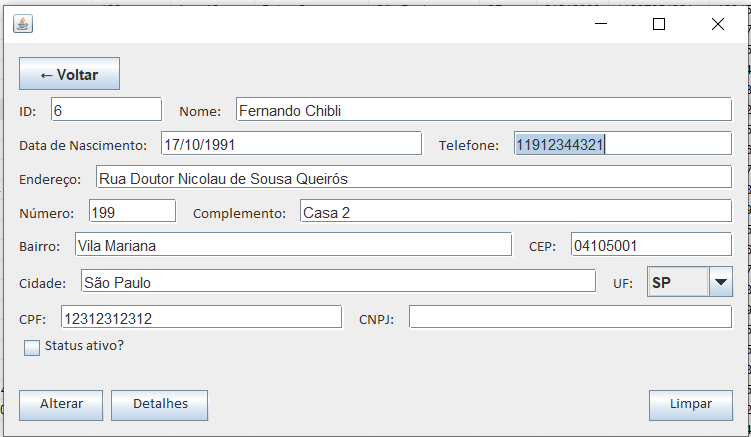 ← Voltar
ID: 6 Nome: Fernando Chibli
Data de Nascimento: 17/10/1991 Telefone: 11912344321
Endereço: Rua Doutor Nicolau de Sousa Queirós
Número: 199 Complemento: Casa 2
Bairro: Vila Mariana CEP: 04105001
Cidade: São Paulo UF: SP
CPF: 12312312312 CNPJ:
Status ativo?
Alterar Detalhes Limpar